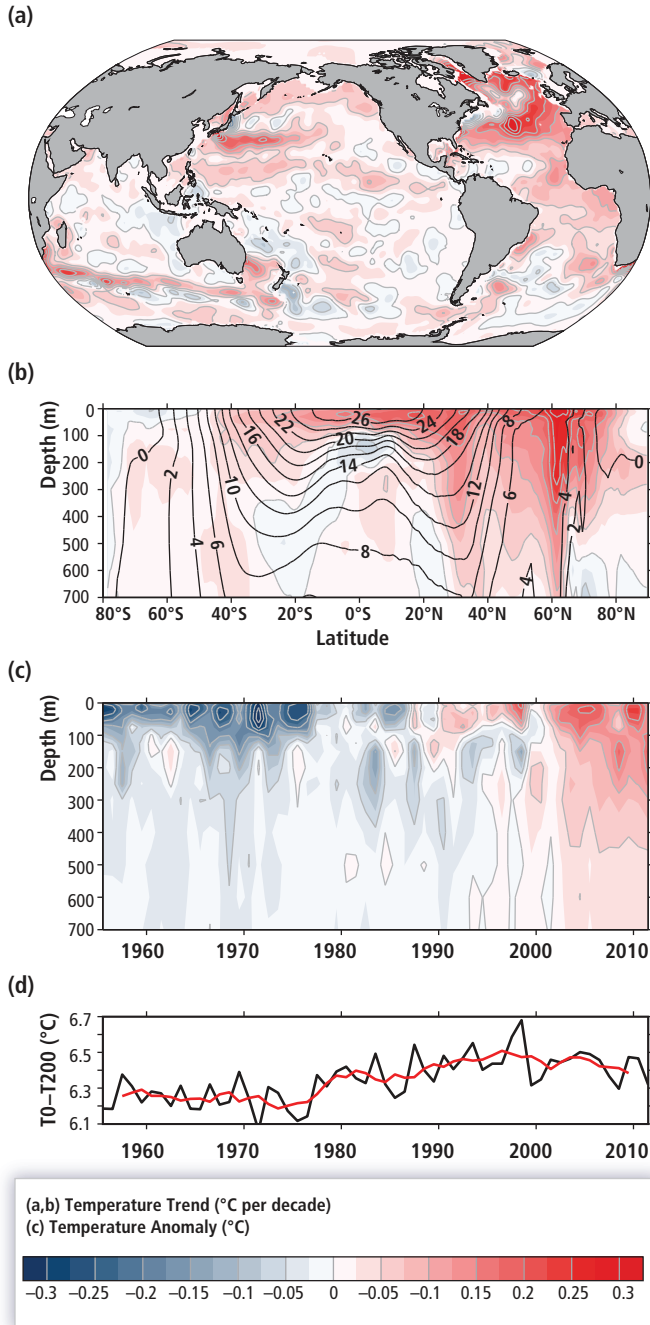 (a)
(b)
Depth (m)
0
100
200
300
400
500
600
700
0
2
4
6
10
16
22
26
20
14
8
24
18
12
8
6
4
4
2
0
80°S 60°S 40°S 20°S 0°S 20°N 40°N 60°N 80°N
Latitude
(c)
Depth (m)
0
100
200
300
400
500
600
700
1960 1970 1980 1990 2000 2010
(d)
T0–T200 (°C)
6.7
6.5
6.3
6.1
1960 1970 1980 1990 2000 2010
(a,b) Temperature Trend (°C per decade)
(c) Temperature Anomaly (°C)
–0.3 –0.25 –0.2 –0.15 –0.1 –0.05 0 –0.05 –0.1 0.15 0.2 0.25 0.3